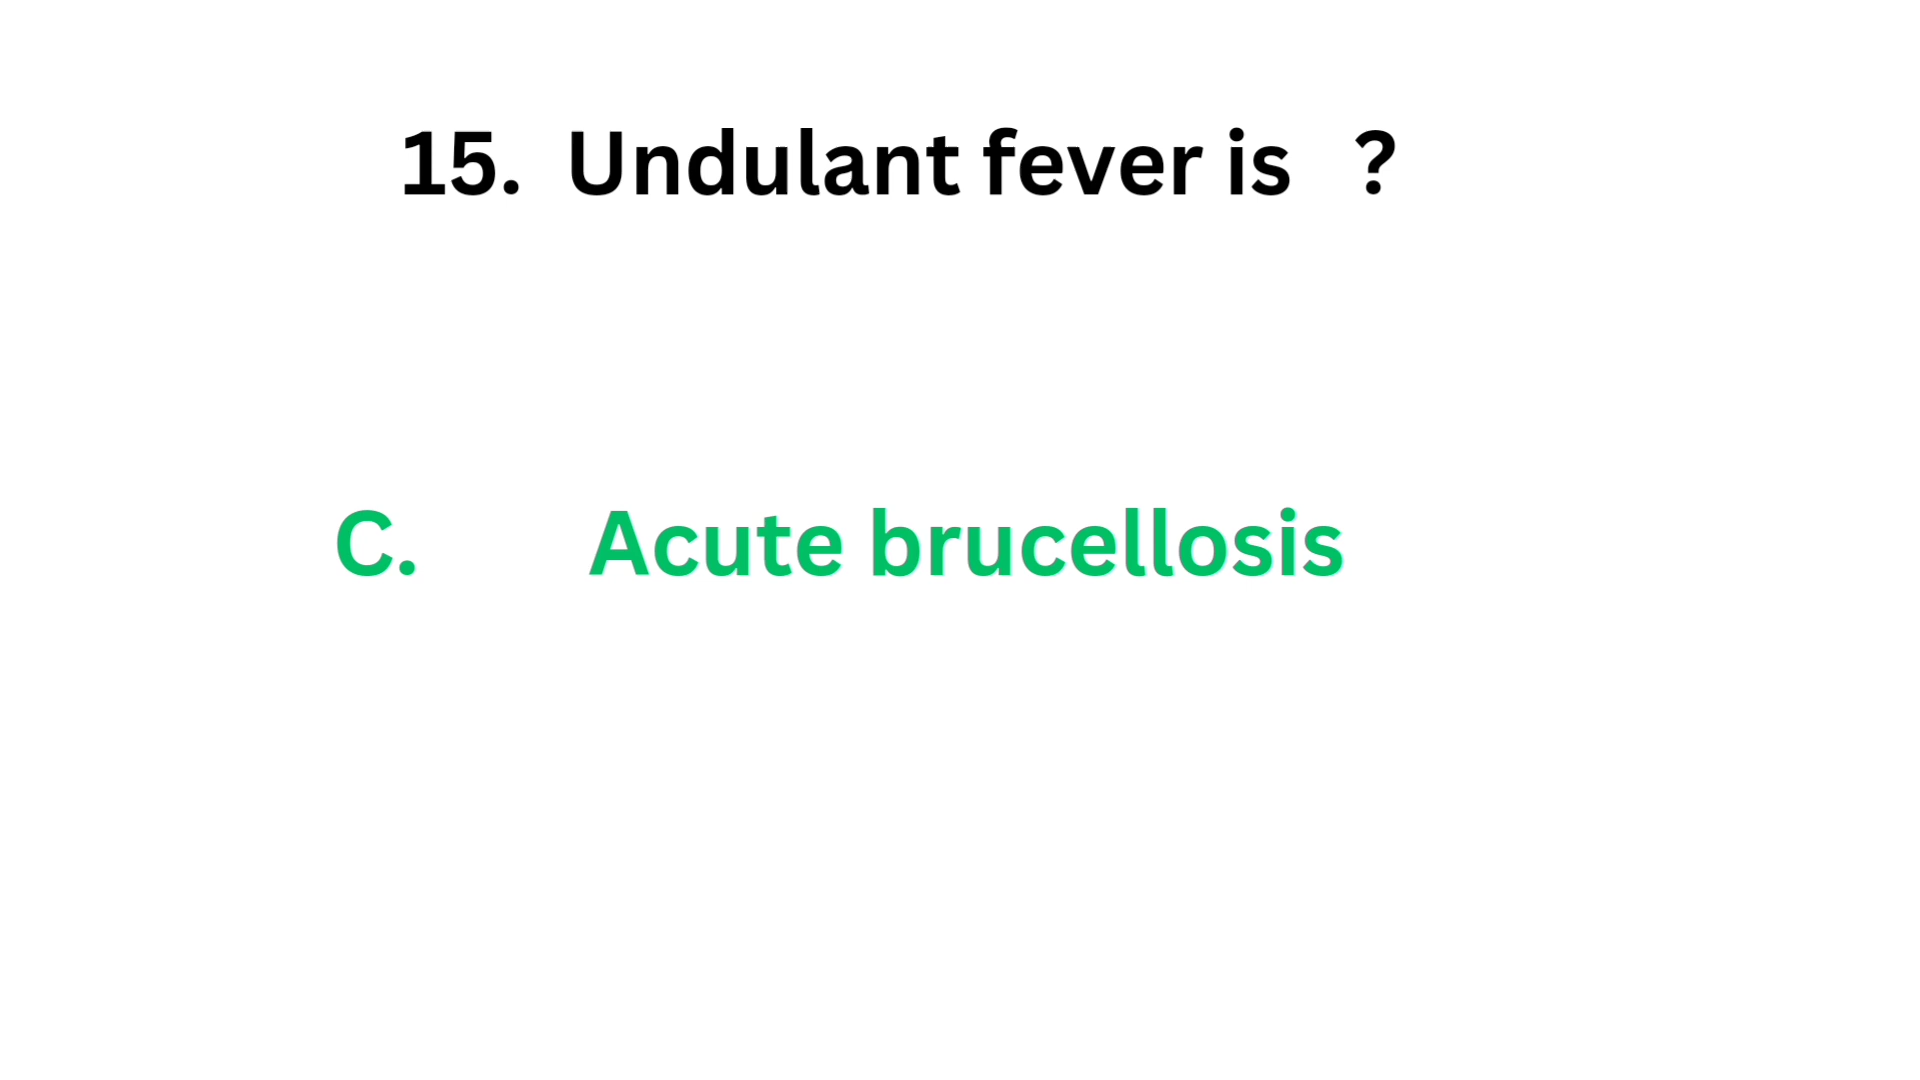 15. Undulant fever is ?
C. Acute brucellosis